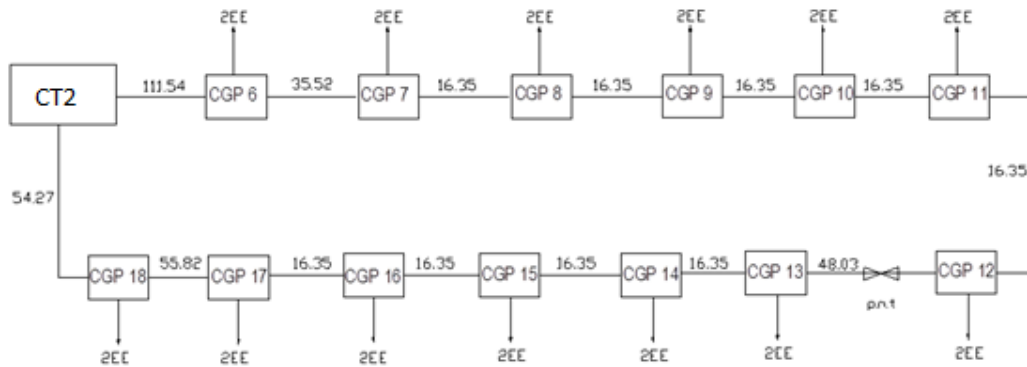 2EE 2EE 2EE 2EE 2EE 2EE
CT2 111.54 CGP 6 35.52 CGP 7 16.35 CGP 8 16.35 CGP 9 16.35 CGP 10 16.35 CGP 11
16.35
54.27
CGP 18 55.82 CGP 17 16.35 CGP 16 16.35 CGP 15 16.35 CGP 14 16.35 CGP 13 48.03 CGP 12
p.n.t
2EE 2EE 2EE 2EE 2EE 2EE 2EE